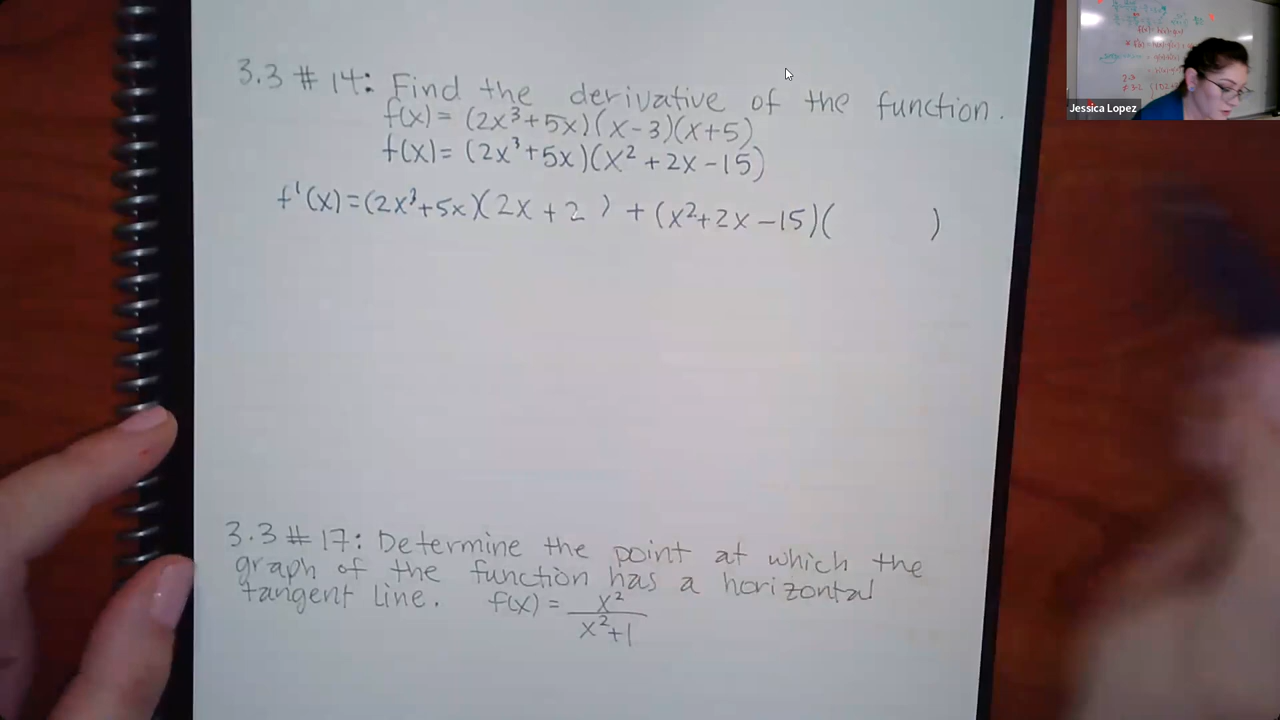 3.3 # 14: Find the derivative of the function.
f(x) = (2x³+5x)(x-3)(x+5)
f(x) = (2x³+5x)(x²+2x-15)
f'(x) = (2x³+5x)(2x+2) + (x²+2x-15)( )
3.3 # 17: Determine the point at which the
graph of the function has a horizontal
tangent line. f(x) = x²
x²+1
Jessica Lopez